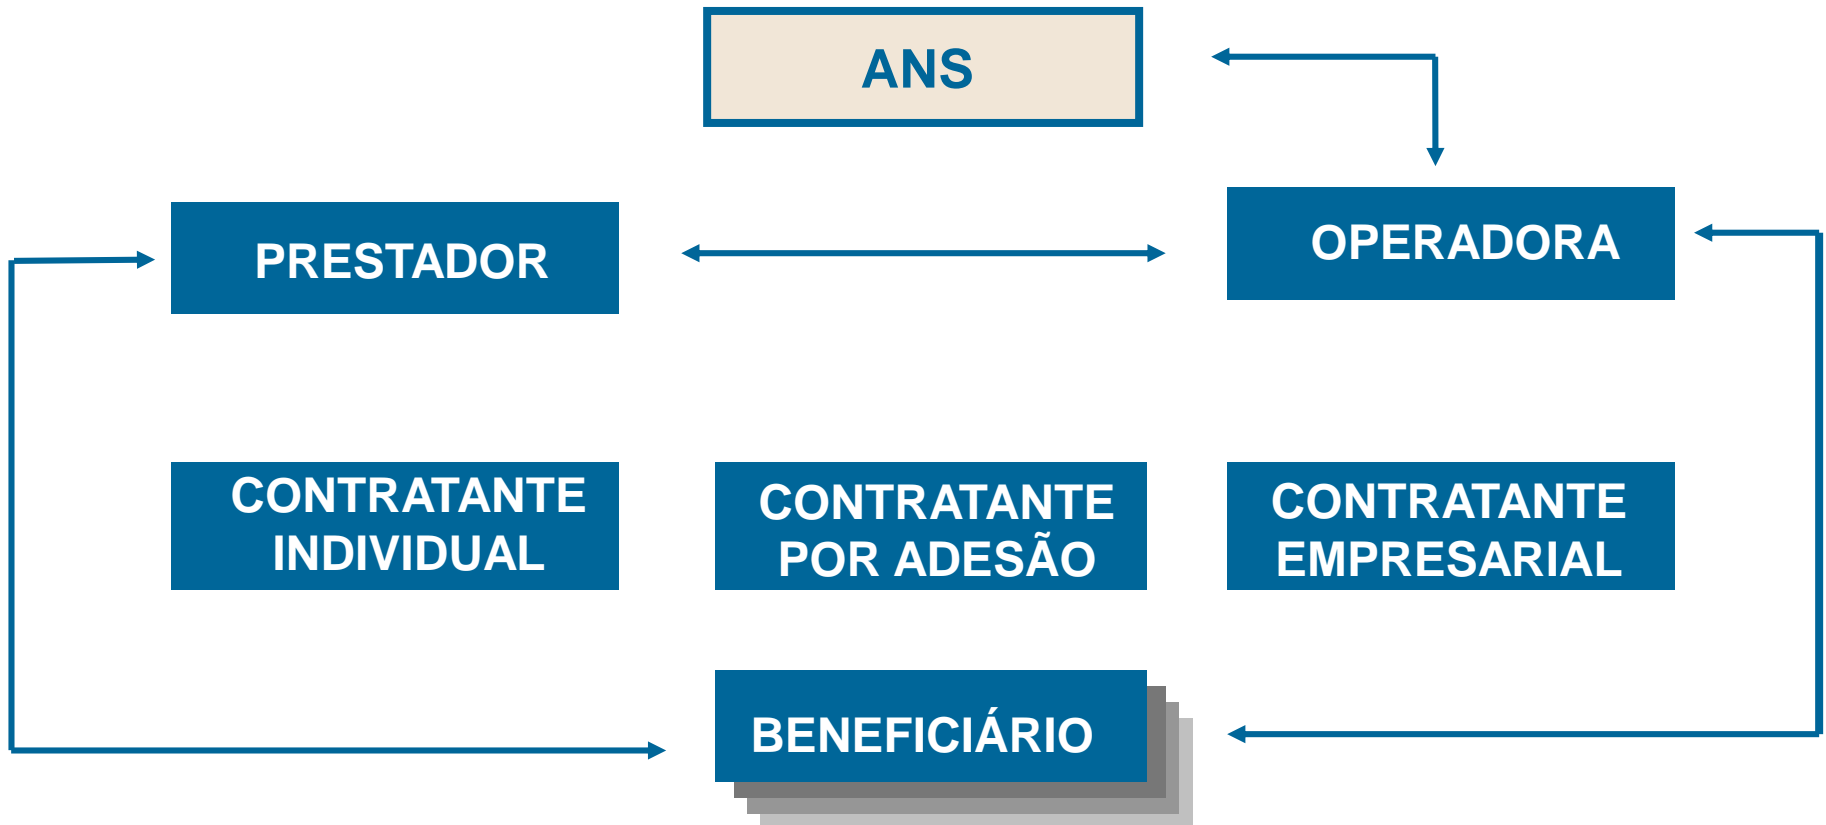 ANS
PRESTADOR
OPERADORA
CONTRATANTE
INDIVIDUAL
CONTRATANTE
POR ADESÃO
CONTRATANTE
EMPRESARIAL
BENEFICIÁRIO